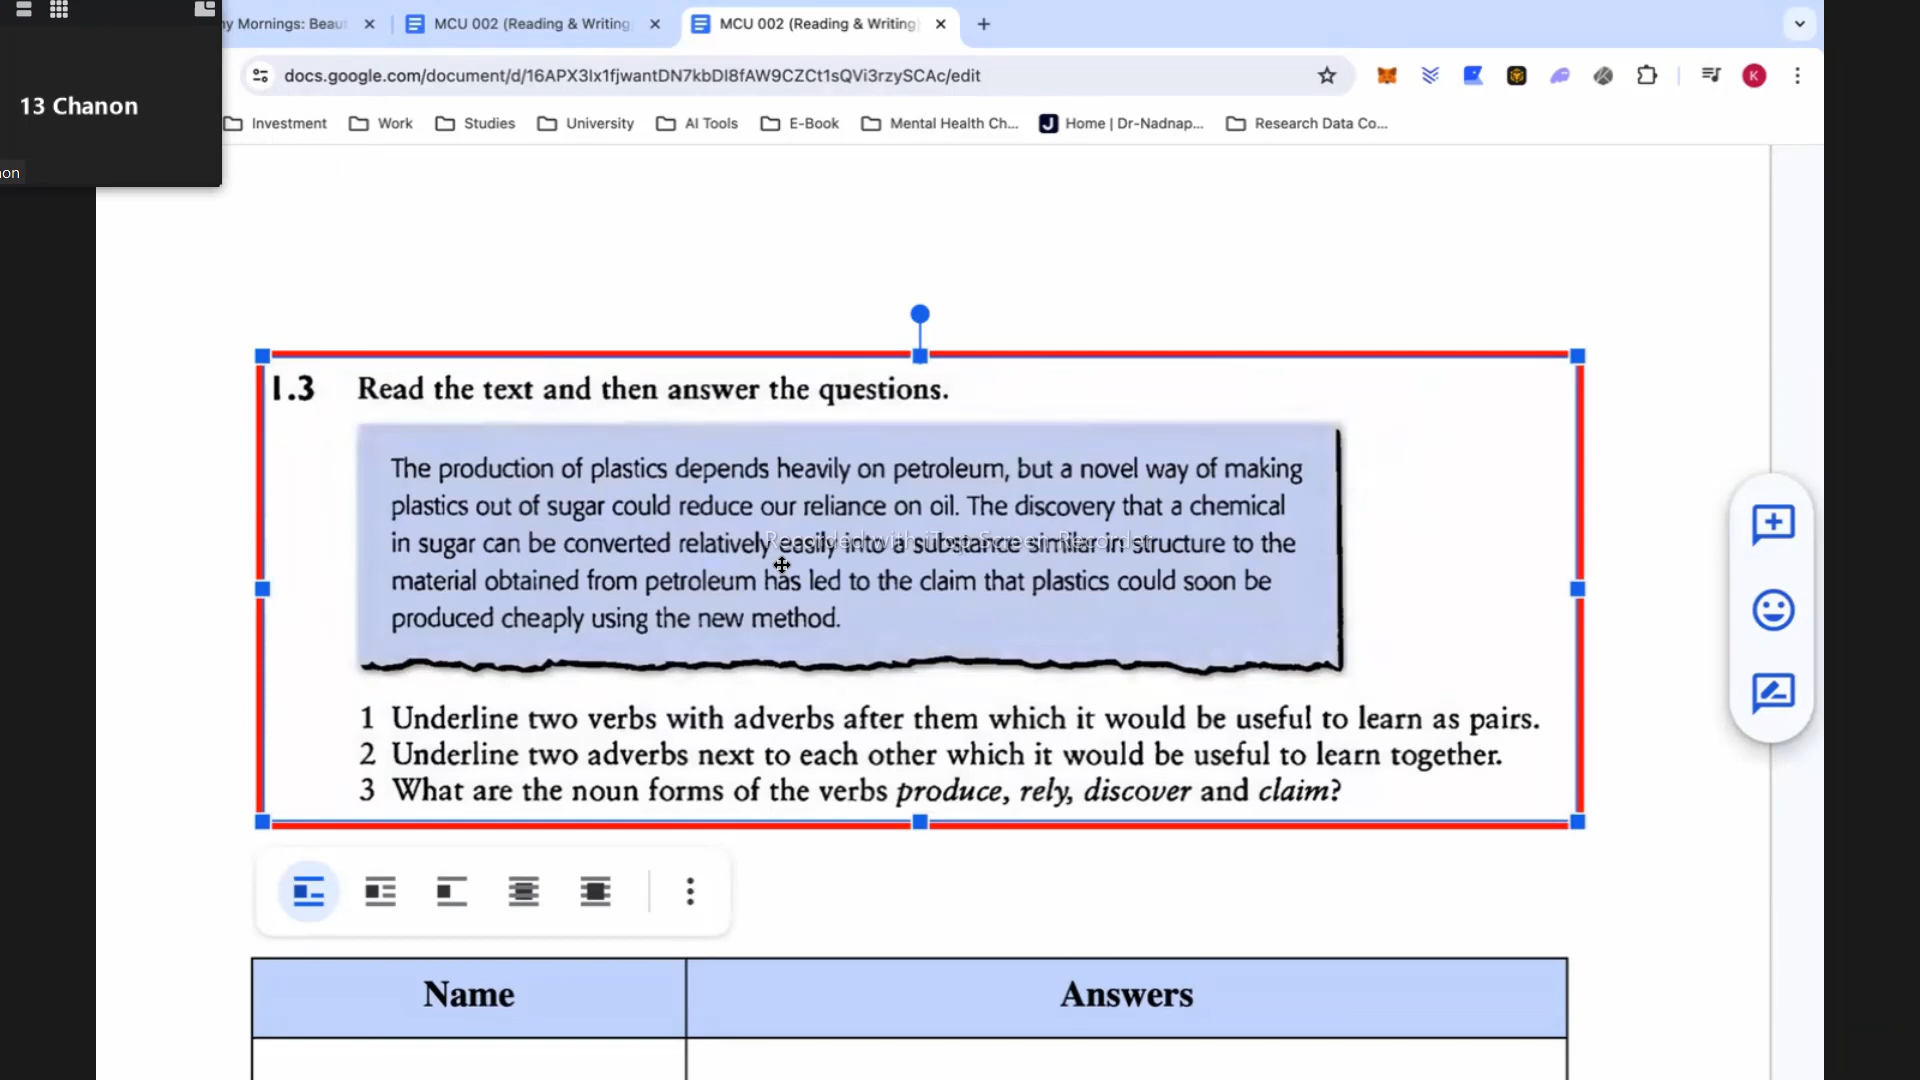 ny Mornings: Beau
MCU 002 (Reading & Writing)
MCU 002 (Reading & Writing)
13 Chanon
docs.google.com/document/d/16APX3lx1fjwantDN7kbDI8fAW9CZCt1sQVi3rzySCAc/edit
K
Investment
Work
Studies
University
AI Tools
E-Book
Mental Health Ch...
Home | Dr-Nadnap...
Research Data Co...
non
1.3 Read the text and then answer the questions.
The production of plastics depends heavily on petroleum, but a novel way of making
plastics out of sugar could reduce our reliance on oil. The discovery that a chemical
in sugar can be converted relatively easily into a substance similar in structure to the
material obtained from petroleum has led to the claim that plastics could soon be
produced cheaply using the new method.
Recorded with iTop Screen Recorder
1 Underline two verbs with adverbs after them which it would be useful to learn as pairs.
2 Underline two adverbs next to each other which it would be useful to learn together.
3 What are the noun forms of the verbs produce, rely, discover and claim?
Name
Answers